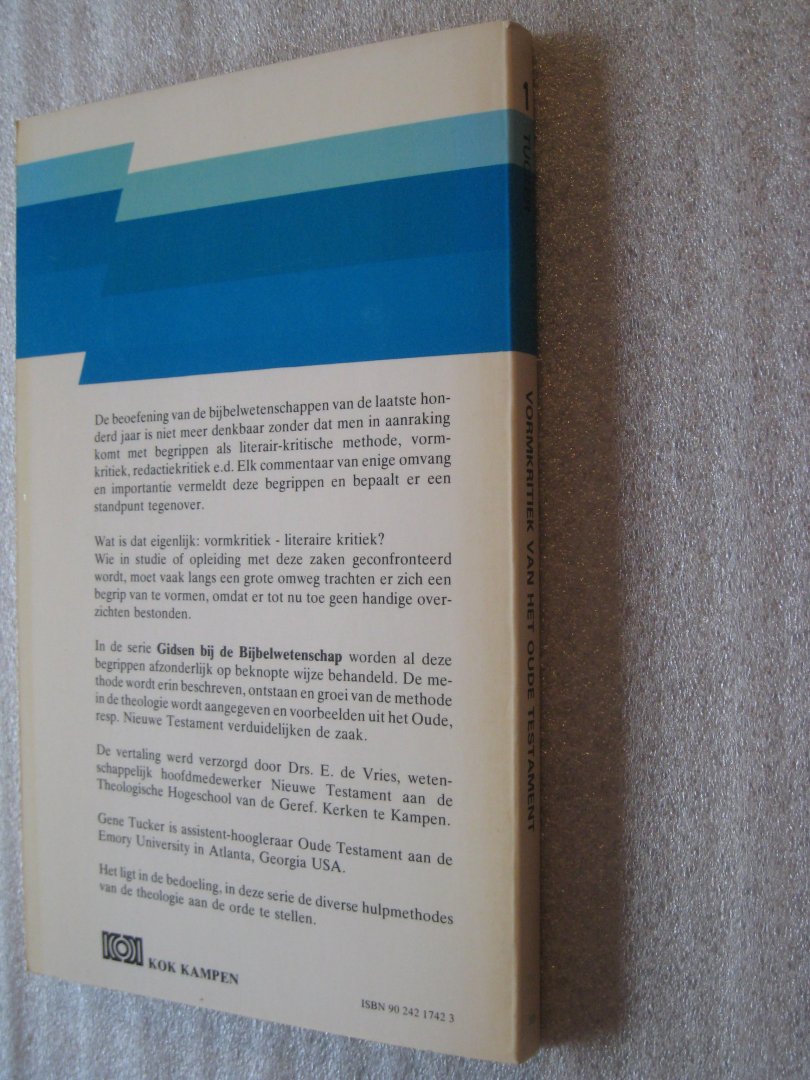 De beoefening van de bijbelwetenschappen van de laatste hon-
derd jaar is niet meer denkbaar zonder dat men in aanraking
komt met begrippen als literair-kritische methode, vorm-
kritiek, redactiekritiek e.d. Elk commentaar van enige omvang
en importantie vermeldt deze begrippen en bepaalt er een
standpunt tegenover.
Wat is dat eigenlijk: vormkritiek - literaire kritiek?
Wie in studie of opleiding met deze zaken geconfronteerd
wordt, moet vaak langs een grote omweg trachten er zich een
begrip van te vormen, omdat er tot nu toe geen handige over-
zichten bestonden.
In de serie Gidsen bij de Bijbelwetenschap worden al deze
begrippen afzonderlijk op beknopte wijze behandeld. De me-
thode wordt erin beschreven, ontstaan en groei van de methode
in de theologie wordt aangegeven en voorbeelden uit het Oude,
resp. Nieuwe Testament verduidelijken de zaak.
De vertaling werd verzorgd door Drs. E. de Vries, weten-
schappelijk hoofdmedewerker Nieuwe Testament aan de
Theologische Hogeschool van de Geref. Kerken te Kampen.
Gene Tucker is assistent-hoogleraar Oude Testament aan de
Emory University in Atlanta, Georgia USA.
Het ligt in de bedoeling, in deze serie de diverse hulpmethodes
van de theologie aan de orde te stellen.
KOK KAMPEN
ISBN 90 242 1742 3
1
TUCKER
VORMKRITIEK VAN HET OUDE TESTAMENT